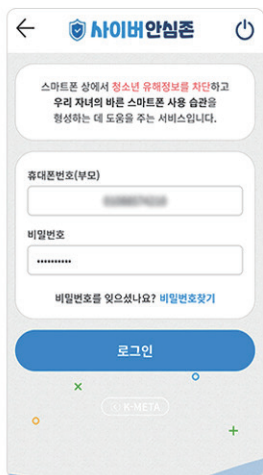 사이버안심존
스마트폰 상에서 청소년 유해정보를 차단하고
우리 자녀의 바른 스마트폰 사용 습관을
형성하는 데 도움을 주는 서비스입니다.
휴대폰번호(부모)
비밀번호
••••••••••
비밀번호를 잊으셨나요? 비밀번호찾기
로그인
K-META